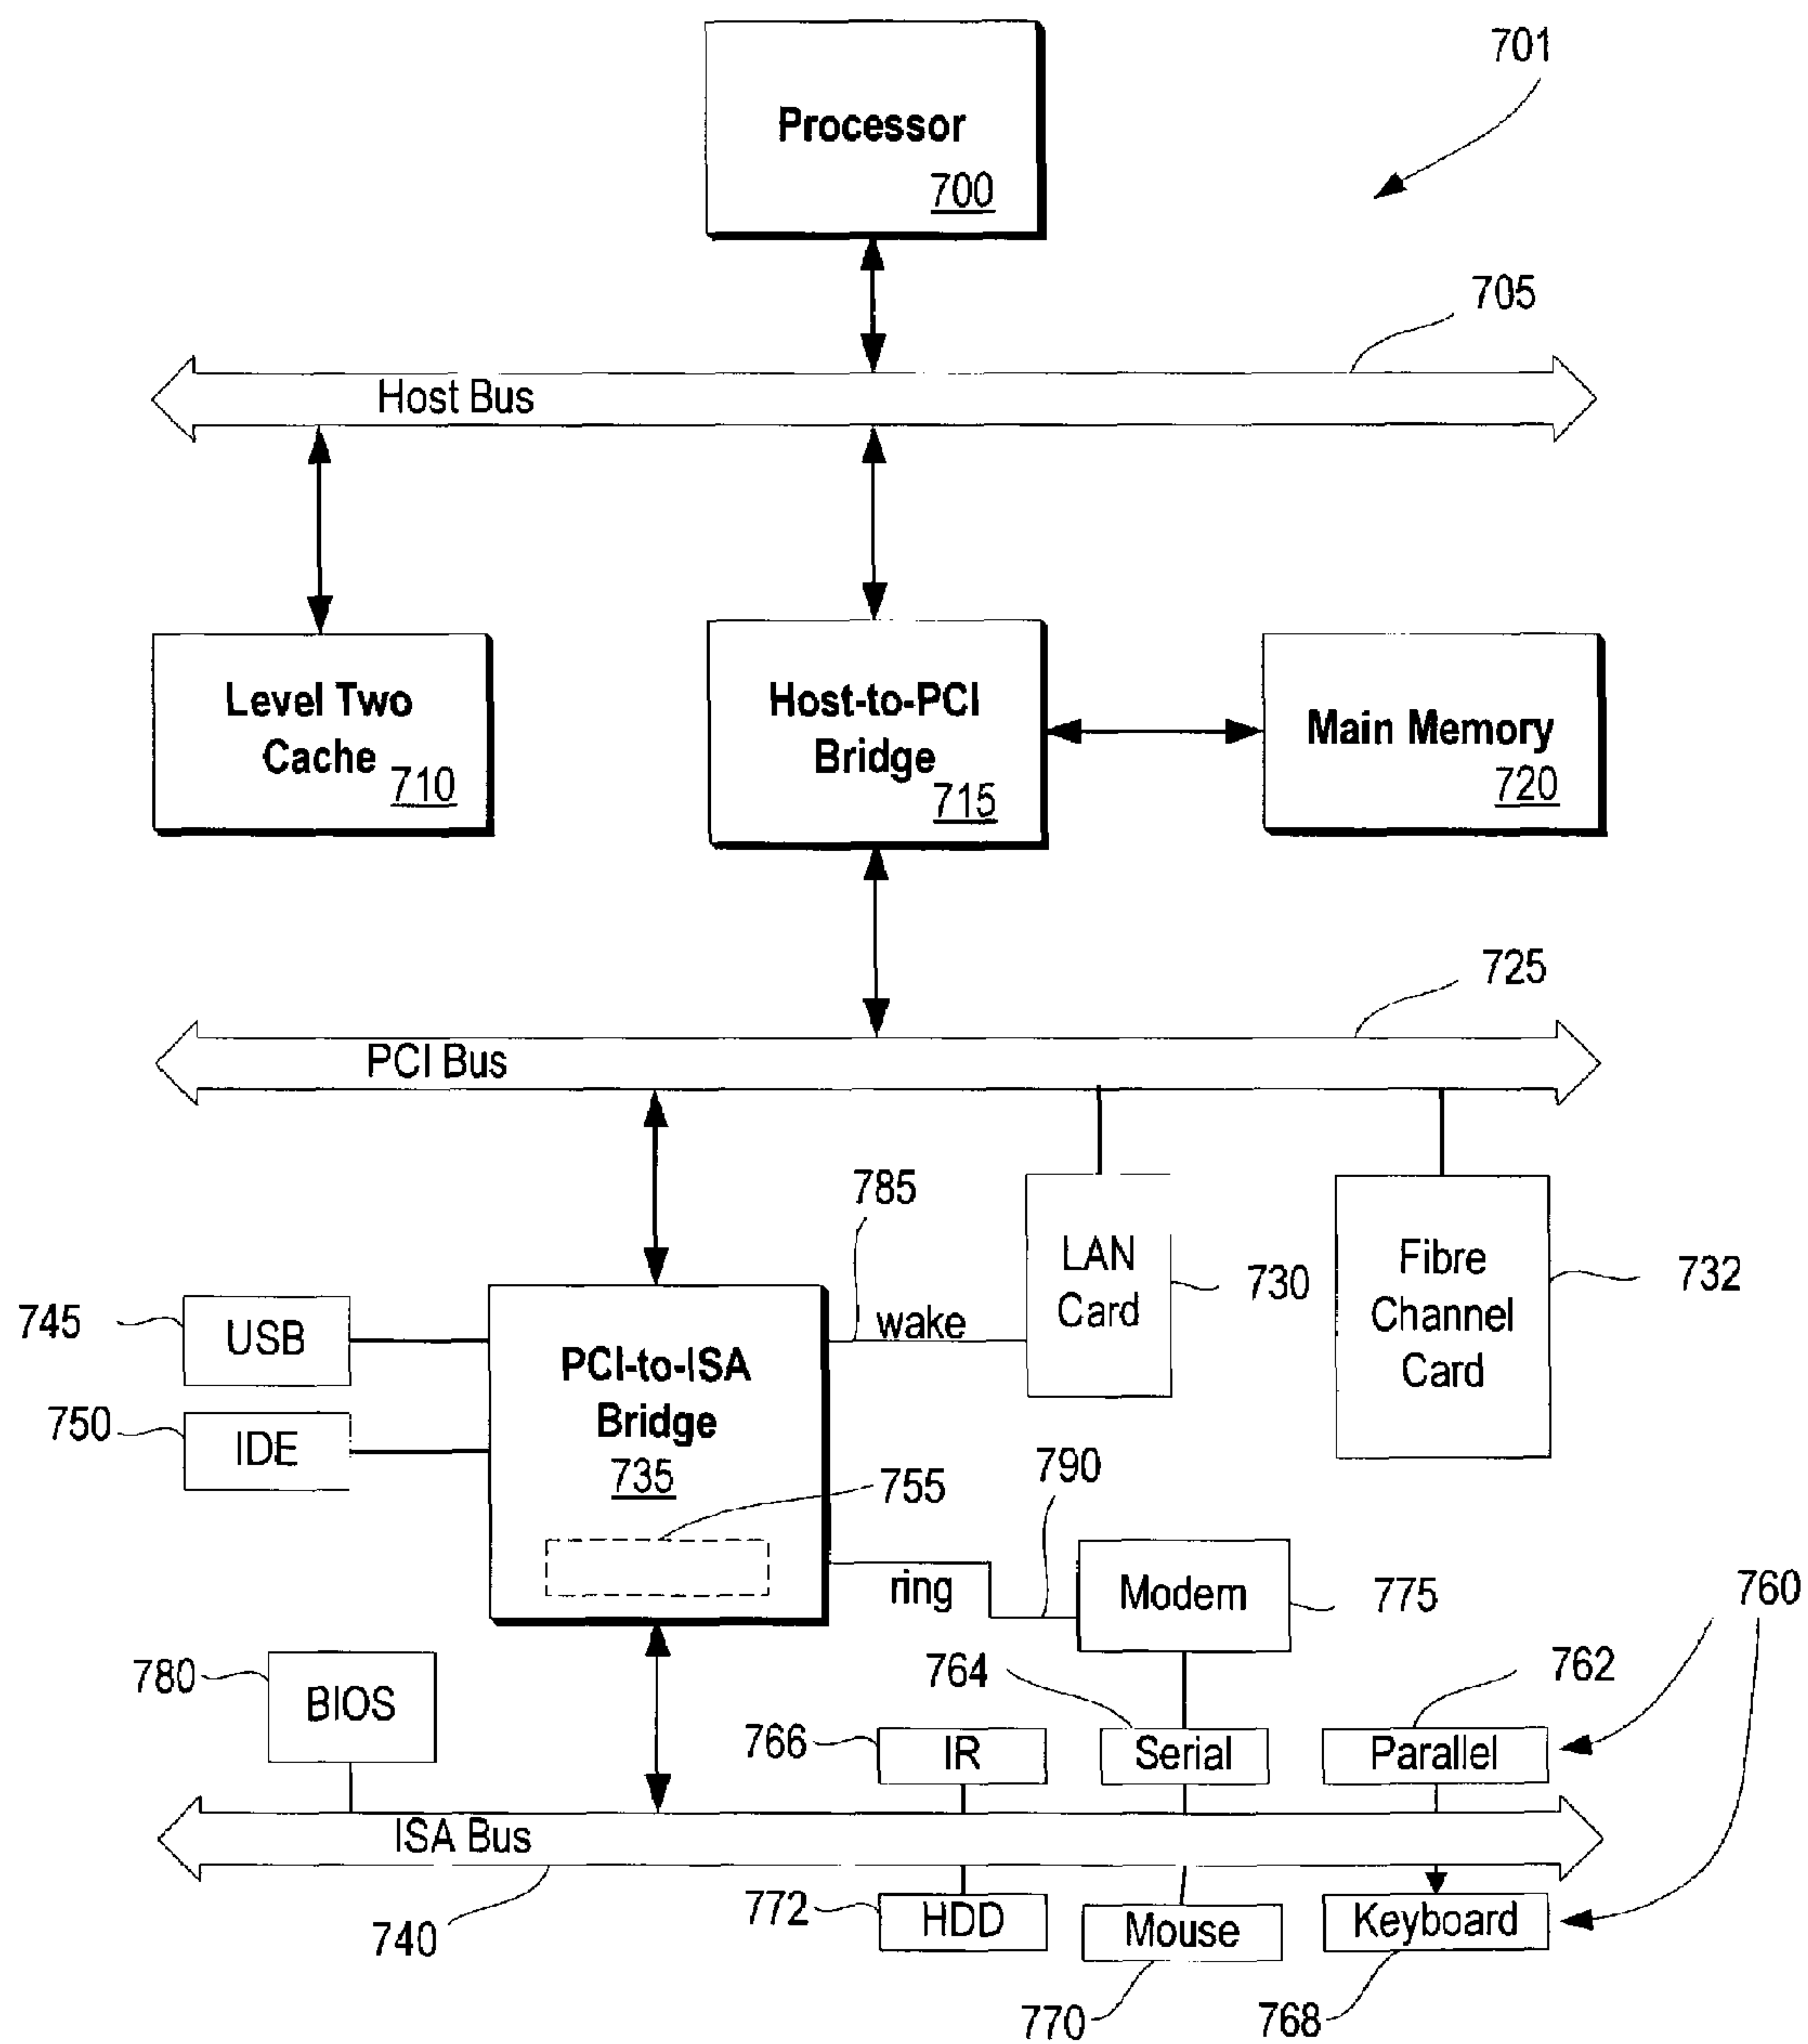 701
Processor
700
705
Host Bus
Level Two
Cache
710
Host-to-PCI
Bridge
715
Main Memory
720
725
PCI Bus
785
LAN
Card
730
Fibre
Channel
Card
732
745
USB
wake
PCI-to-ISA
Bridge
735
750
IDE
755
790
ring
Modem
775
760
780
BIOS
764
762
766
IR
Serial
Parallel
ISA Bus
740
772
HDD
Mouse
Keyboard
770
768